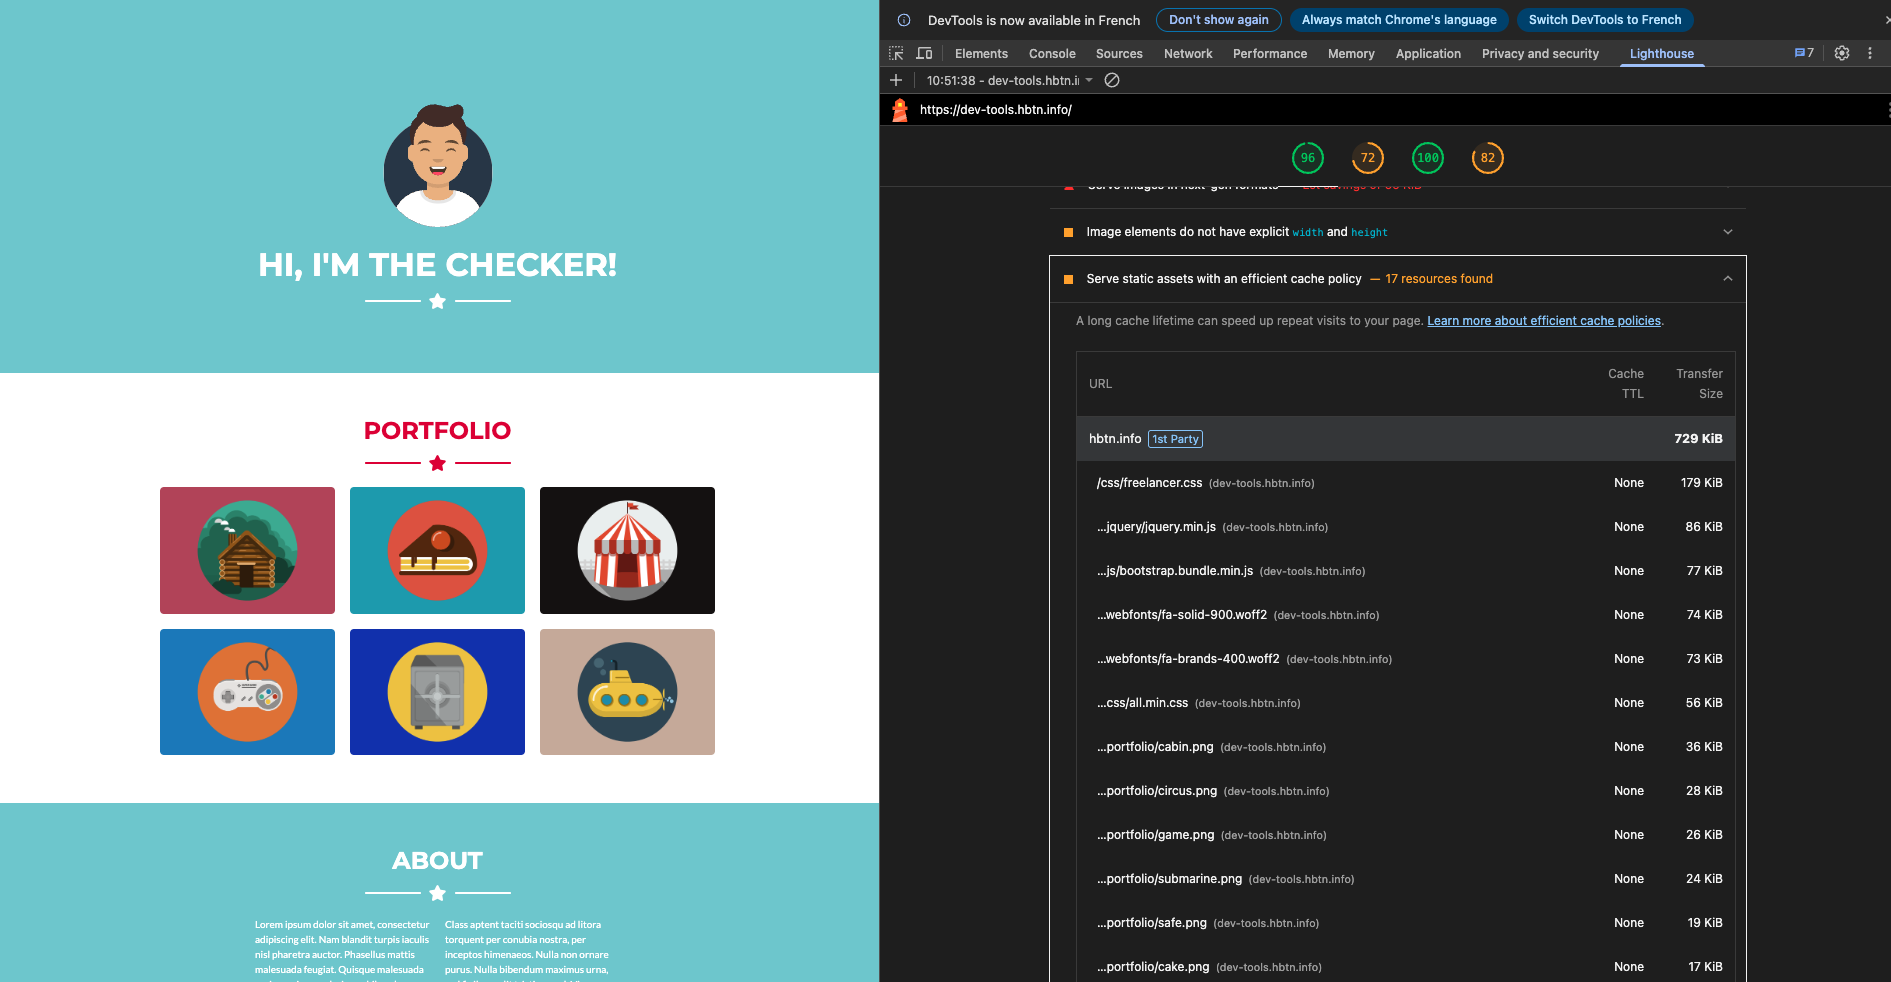 HI, I'M THE CHECKER!
PORTFOLIO
ABOUT
Lorem ipsum dolor sit amet, consectetur
adipiscing elit. Nam blandit turpis iaculis
nisl pharetra auctor. Phasellus mattis
malesuada feugiat. Quisque malesuada
Class aptent taciti sociosqu ad litora
torquent per conubia nostra, per
inceptos himenaeos. Nulla non ornare
purus. Nulla bibendum maximus urna,
DevTools is now available in French
Don't show again
Always match Chrome's language
Switch DevTools to French
Elements Console Sources Network Performance Memory Application Privacy and security Lighthouse 7
10:51:38 - dev-tools.hbtn.i
https://dev-tools.hbtn.info/
96 72 100 82
Serve images in next-gen formats
Image elements do not have explicit width and height
Serve static assets with an efficient cache policy — 17 resources found
A long cache lifetime can speed up repeat visits to your page. Learn more about efficient cache policies.
URL Cache TTL Transfer Size
hbtn.info 1st Party 729 KiB
/css/freelancer.css (dev-tools.hbtn.info) None 179 KiB
…jquery/jquery.min.js (dev-tools.hbtn.info) None 86 KiB
…js/bootstrap.bundle.min.js (dev-tools.hbtn.info) None 77 KiB
…webfonts/fa-solid-900.woff2 (dev-tools.hbtn.info) None 74 KiB
…webfonts/fa-brands-400.woff2 (dev-tools.hbtn.info) None 73 KiB
…css/all.min.css (dev-tools.hbtn.info) None 56 KiB
…portfolio/cabin.png (dev-tools.hbtn.info) None 36 KiB
…portfolio/circus.png (dev-tools.hbtn.info) None 28 KiB
…portfolio/game.png (dev-tools.hbtn.info) None 26 KiB
…portfolio/submarine.png (dev-tools.hbtn.info) None 24 KiB
…portfolio/safe.png (dev-tools.hbtn.info) None 19 KiB
…portfolio/cake.png (dev-tools.hbtn.info) None 17 KiB